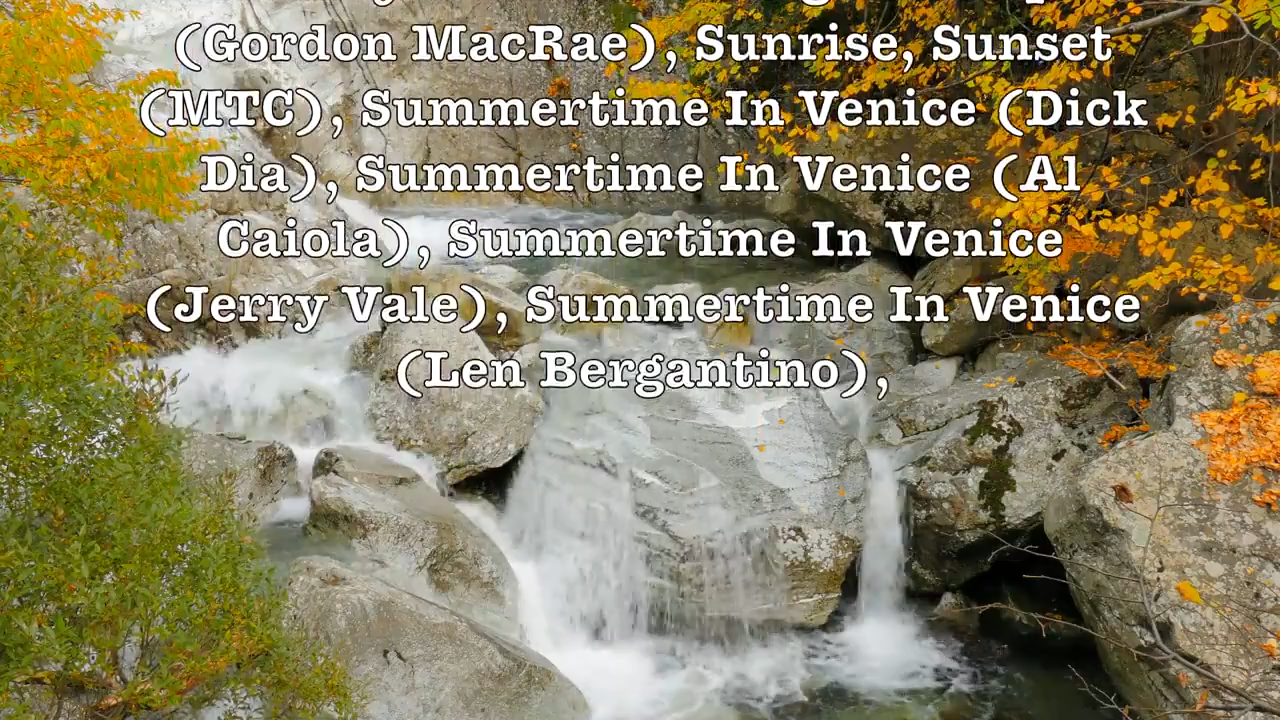 (Gordon MacRae), Sunrise, Sunset
(MTC), Summertime In Venice (Dick
Dia), Summertime In Venice (Al
Caiola), Summertime In Venice
(Jerry Vale), Summertime In Venice
(Len Bergantino),